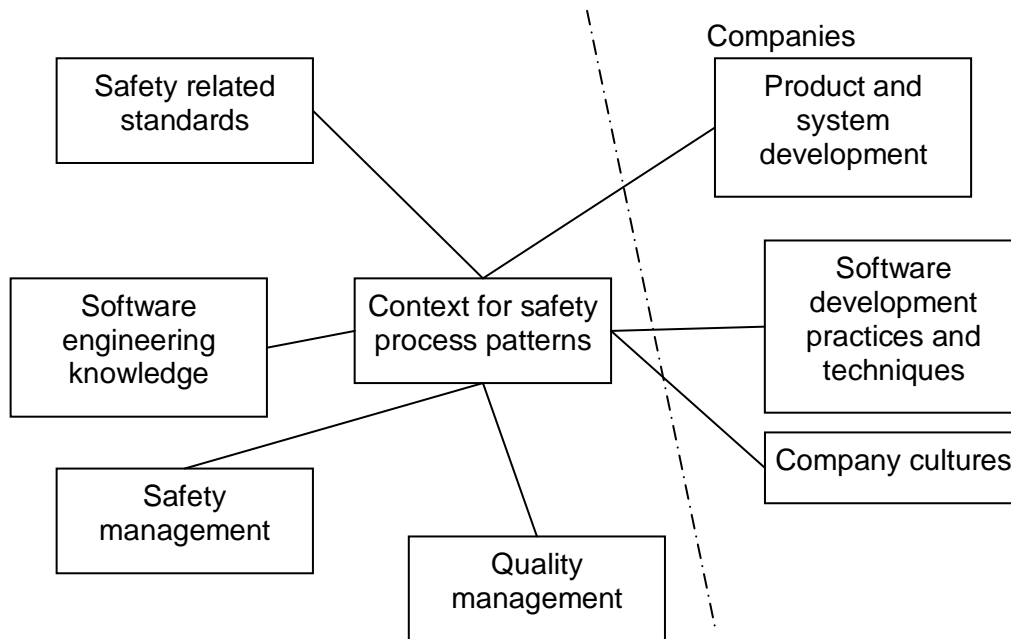 Companies
Safety related
standards
Product and
system
development
Software
engineering
knowledge
Context for safety
process patterns
Software
development
practices and
techniques
Company cultures
Safety
management
Quality
management